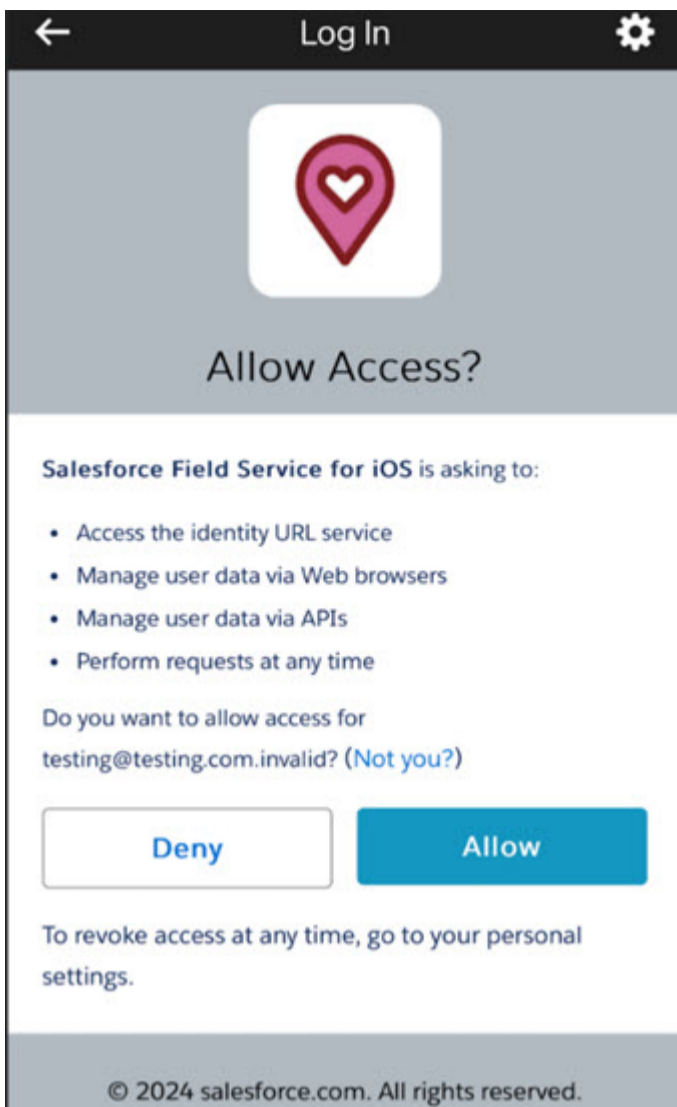 Log In
Allow Access?
Salesforce Field Service for iOS is asking to:
• Access the identity URL service
• Manage user data via Web browsers
• Manage user data via APIs
• Perform requests at any time
Do you want to allow access for
testing@testing.com.invalid? (Not you?)
Deny
Allow
To revoke access at any time, go to your personal
settings.
© 2024 salesforce.com. All rights reserved.